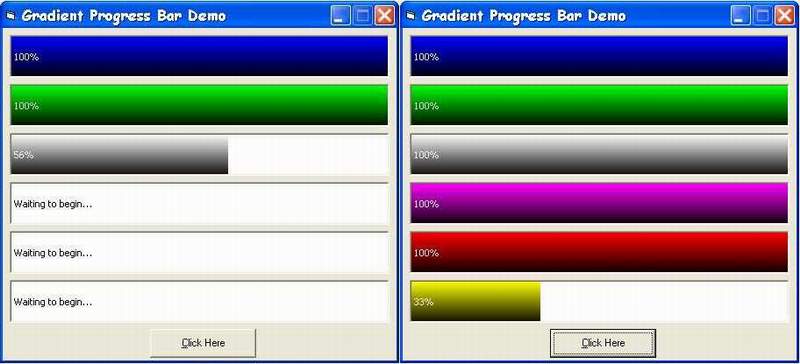 Gradient Progress Bar Demo
100%
100%
56%
Waiting to begin...
Waiting to begin...
Waiting to begin...
Click Here
Gradient Progress Bar Demo
100%
100%
100%
100%
100%
33%
Click Here